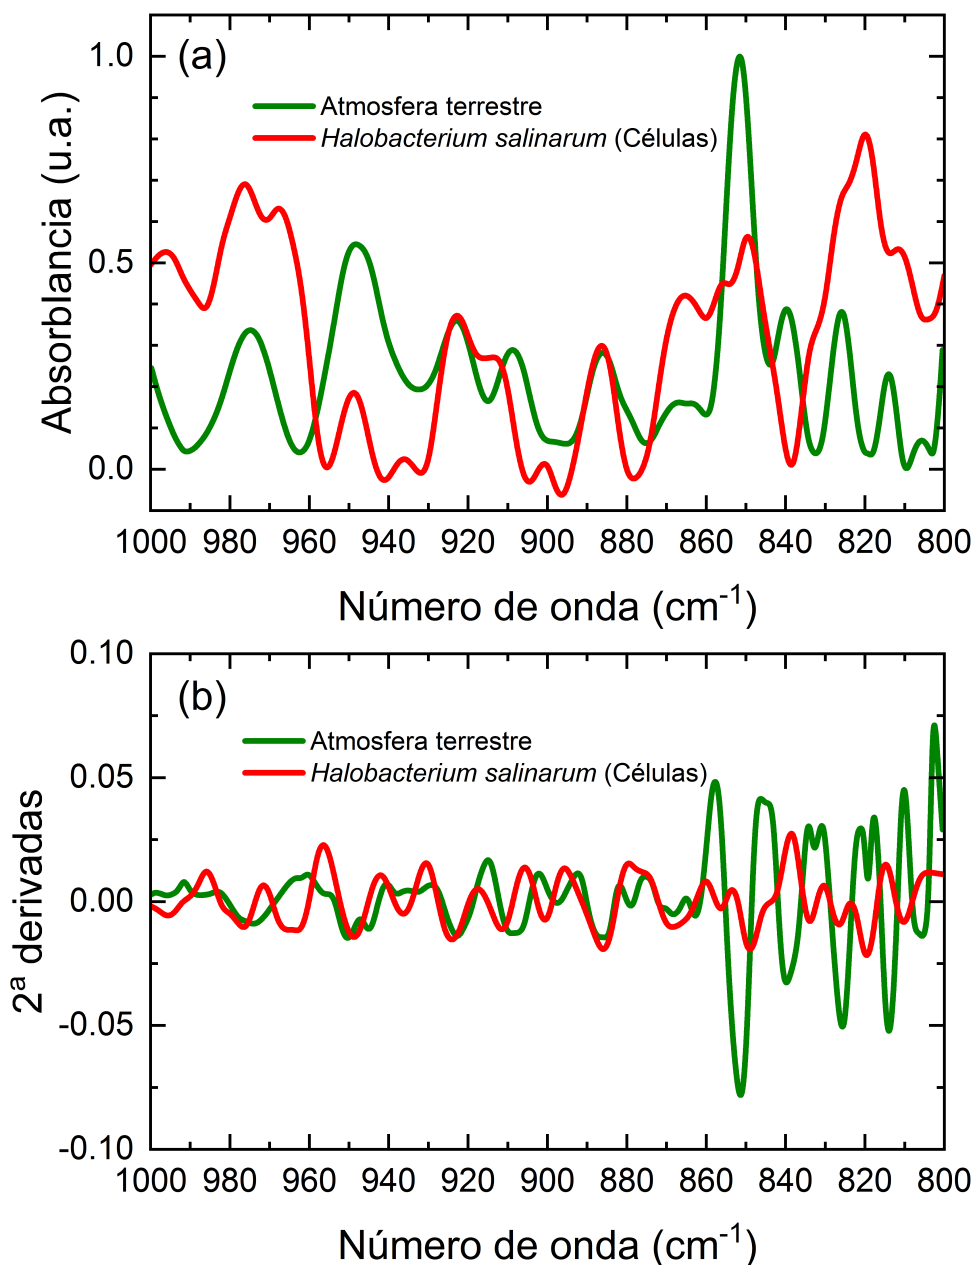 (a)
Atmosfera terrestre
Halobacterium salinarum (Células)
Absorblancia (u.a.)
1.0
0.5
0.0
1000 980 960 940 920 900 880 860 840 820 800
Número de onda (cm-1)
(b)
Atmosfera terrestre
Halobacterium salinarum (Células)
2ª derivadas
0.10
0.05
0.00
-0.05
-0.10
1000 980 960 940 920 900 880 860 840 820 800
Número de onda (cm-1)